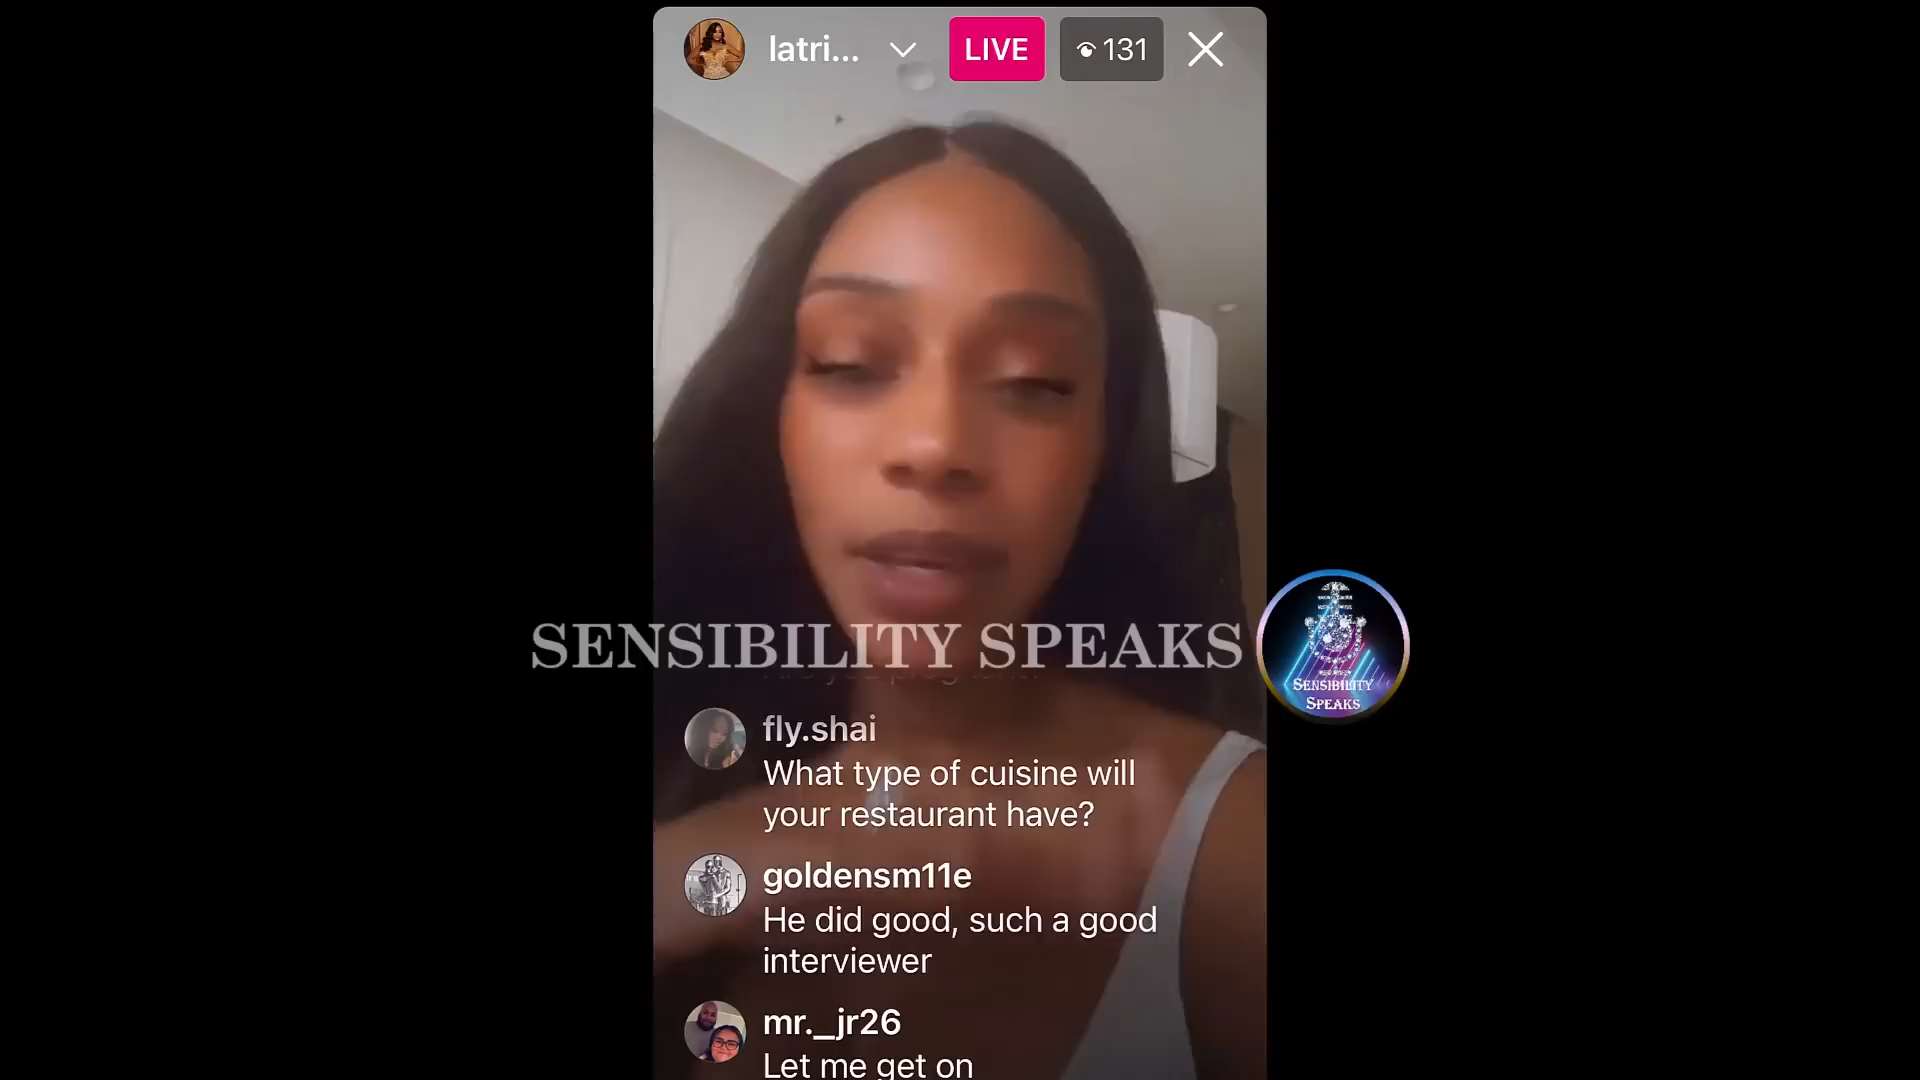 latri...
LIVE
131
SENSIBILITY SPEAKS
SENSIBILITY
SPEAKS
fly.shai
What type of cuisine will
your restaurant have?
goldensm11e
He did good, such a good
interviewer
mr._jr26
Let me get on